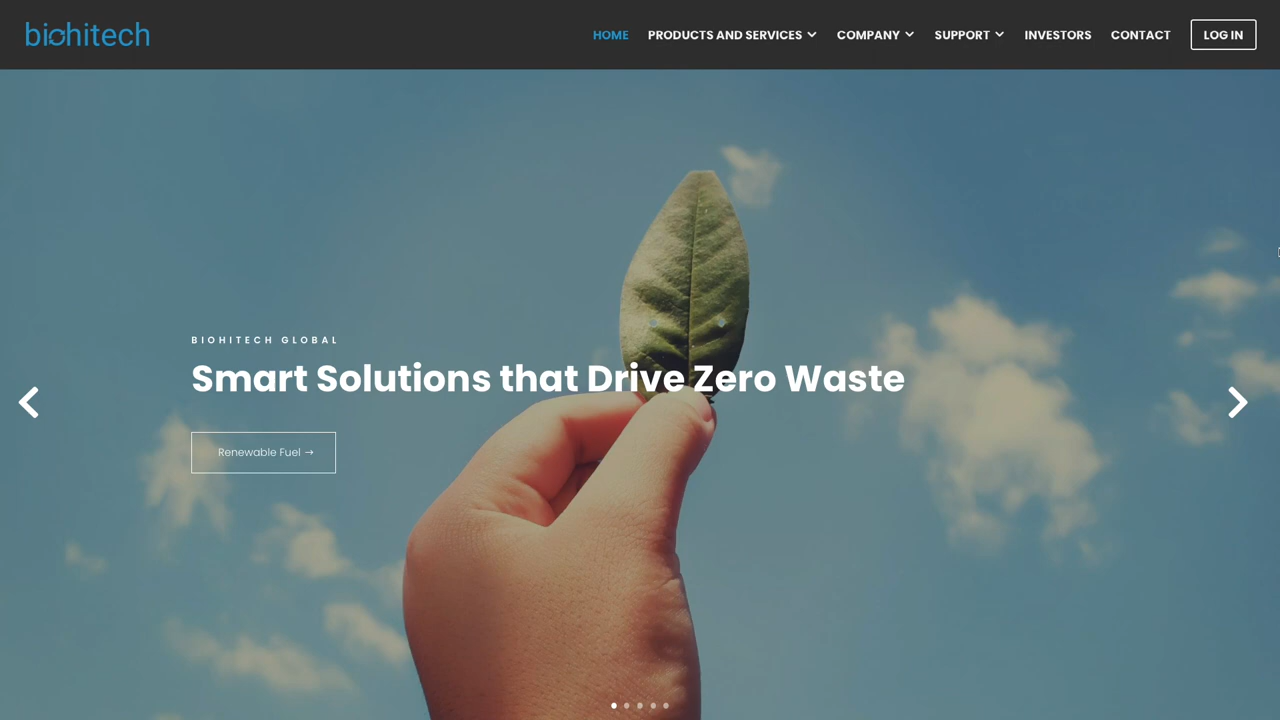 biohitech
HOME
PRODUCTS AND SERVICES
COMPANY
SUPPORT
INVESTORS
CONTACT
LOG IN
BIOHITECH GLOBAL
Smart Solutions that Drive Zero Waste
Renewable Fuel →